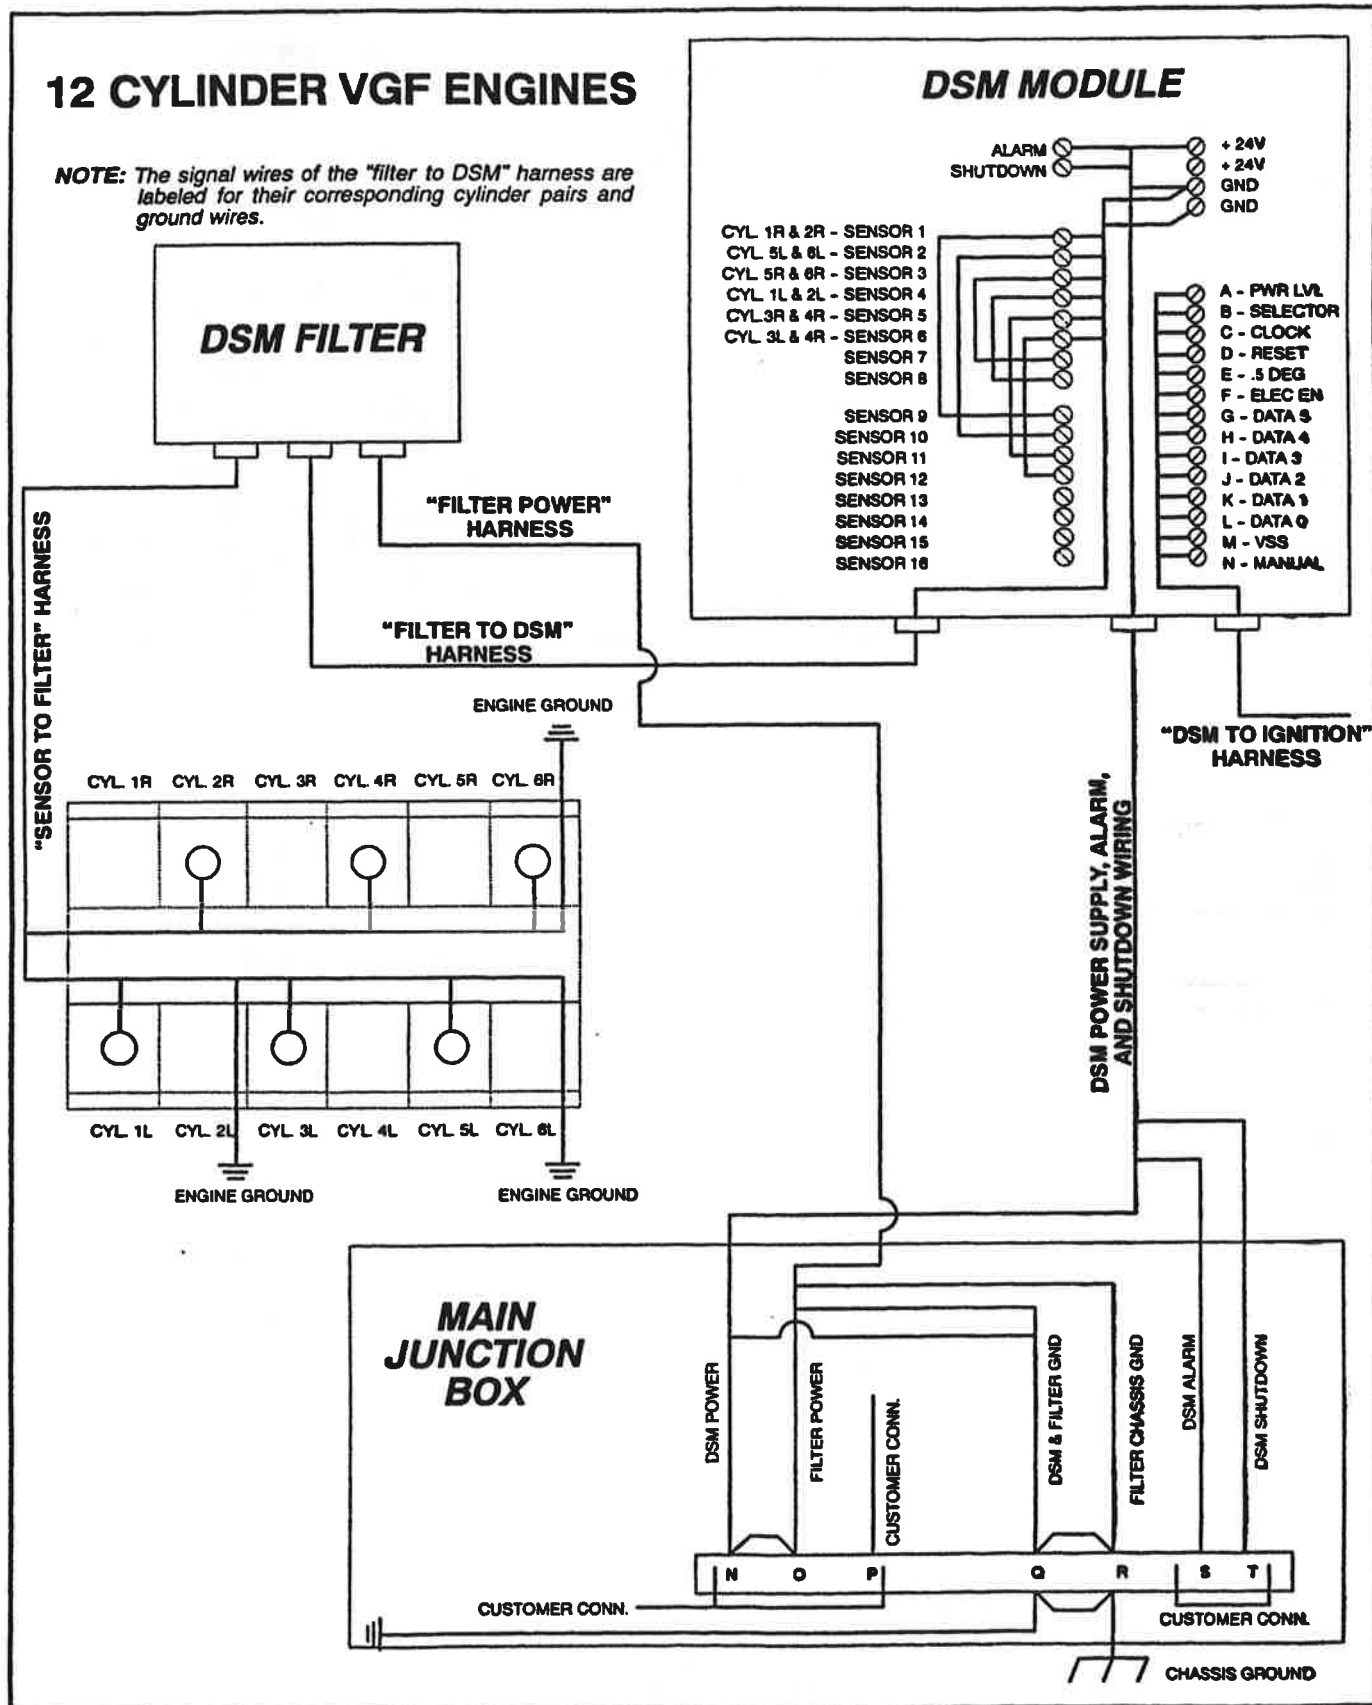 12 CYLINDER VGF ENGINES
NOTE: The signal wires of the "filter to DSM" harness are
labeled for their corresponding cylinder pairs and
ground wires.
DSM FILTER
"FILTER POWER"
HARNESS
"FILTER TO DSM"
HARNESS
"SENSOR TO FILTER" HARNESS
DSM MODULE
ALARM
SHUTDOWN
+ 24V
+ 24V
GND
GND
CYL. 1R & 2R - SENSOR 1
CYL. 5L & 6L - SENSOR 2
CYL. 5R & 6R - SENSOR 3
CYL. 1L & 2L - SENSOR 4
CYL. 3R & 4R - SENSOR 5
CYL. 3L & 4R - SENSOR 6
SENSOR 7
SENSOR 8
SENSOR 9
SENSOR 10
SENSOR 11
SENSOR 12
SENSOR 13
SENSOR 14
SENSOR 15
SENSOR 16
A - PWR LVL
B - SELECTOR
C - CLOCK
D - RESET
E - .5 DEG
F - ELEC EN
G - DATA 5
H - DATA 4
I - DATA 3
J - DATA 2
K - DATA 1
L - DATA 0
M - VSS
N - MANUAL
"DSM TO IGNITION"
HARNESS
DSM POWER SUPPLY, ALARM,
AND SHUTDOWN WIRING
ENGINE GROUND
CYL. 1R CYL. 2R CYL. 3R CYL. 4R CYL. 5R CYL. 6R
CYL. 1L CYL. 2L CYL. 3L CYL. 4L CYL. 5L CYL. 6L
ENGINE GROUND
ENGINE GROUND
MAIN
JUNCTION
BOX
DSM POWER
FILTER POWER
CUSTOMER CONN.
DSM & FILTER GND
FILTER CHASSIS GND
DSM ALARM
DSM SHUTDOWN
N O P Q R S T
CUSTOMER CONN.
CUSTOMER CONN.
CHASSIS GROUND